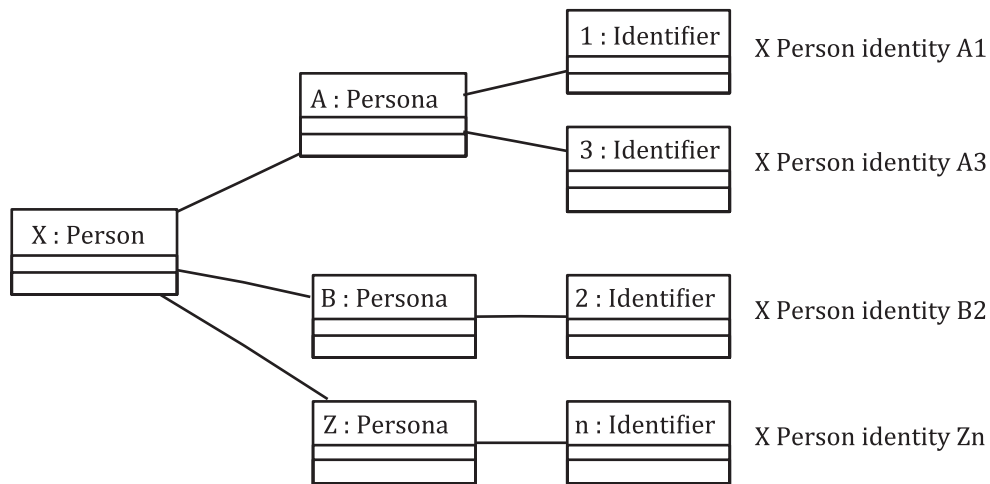 1 : Identifier
X Person identity A1
A : Persona
3 : Identifier
X Person identity A3
X : Person
B : Persona
2 : Identifier
X Person identity B2
Z : Persona
n : Identifier
X Person identity Zn